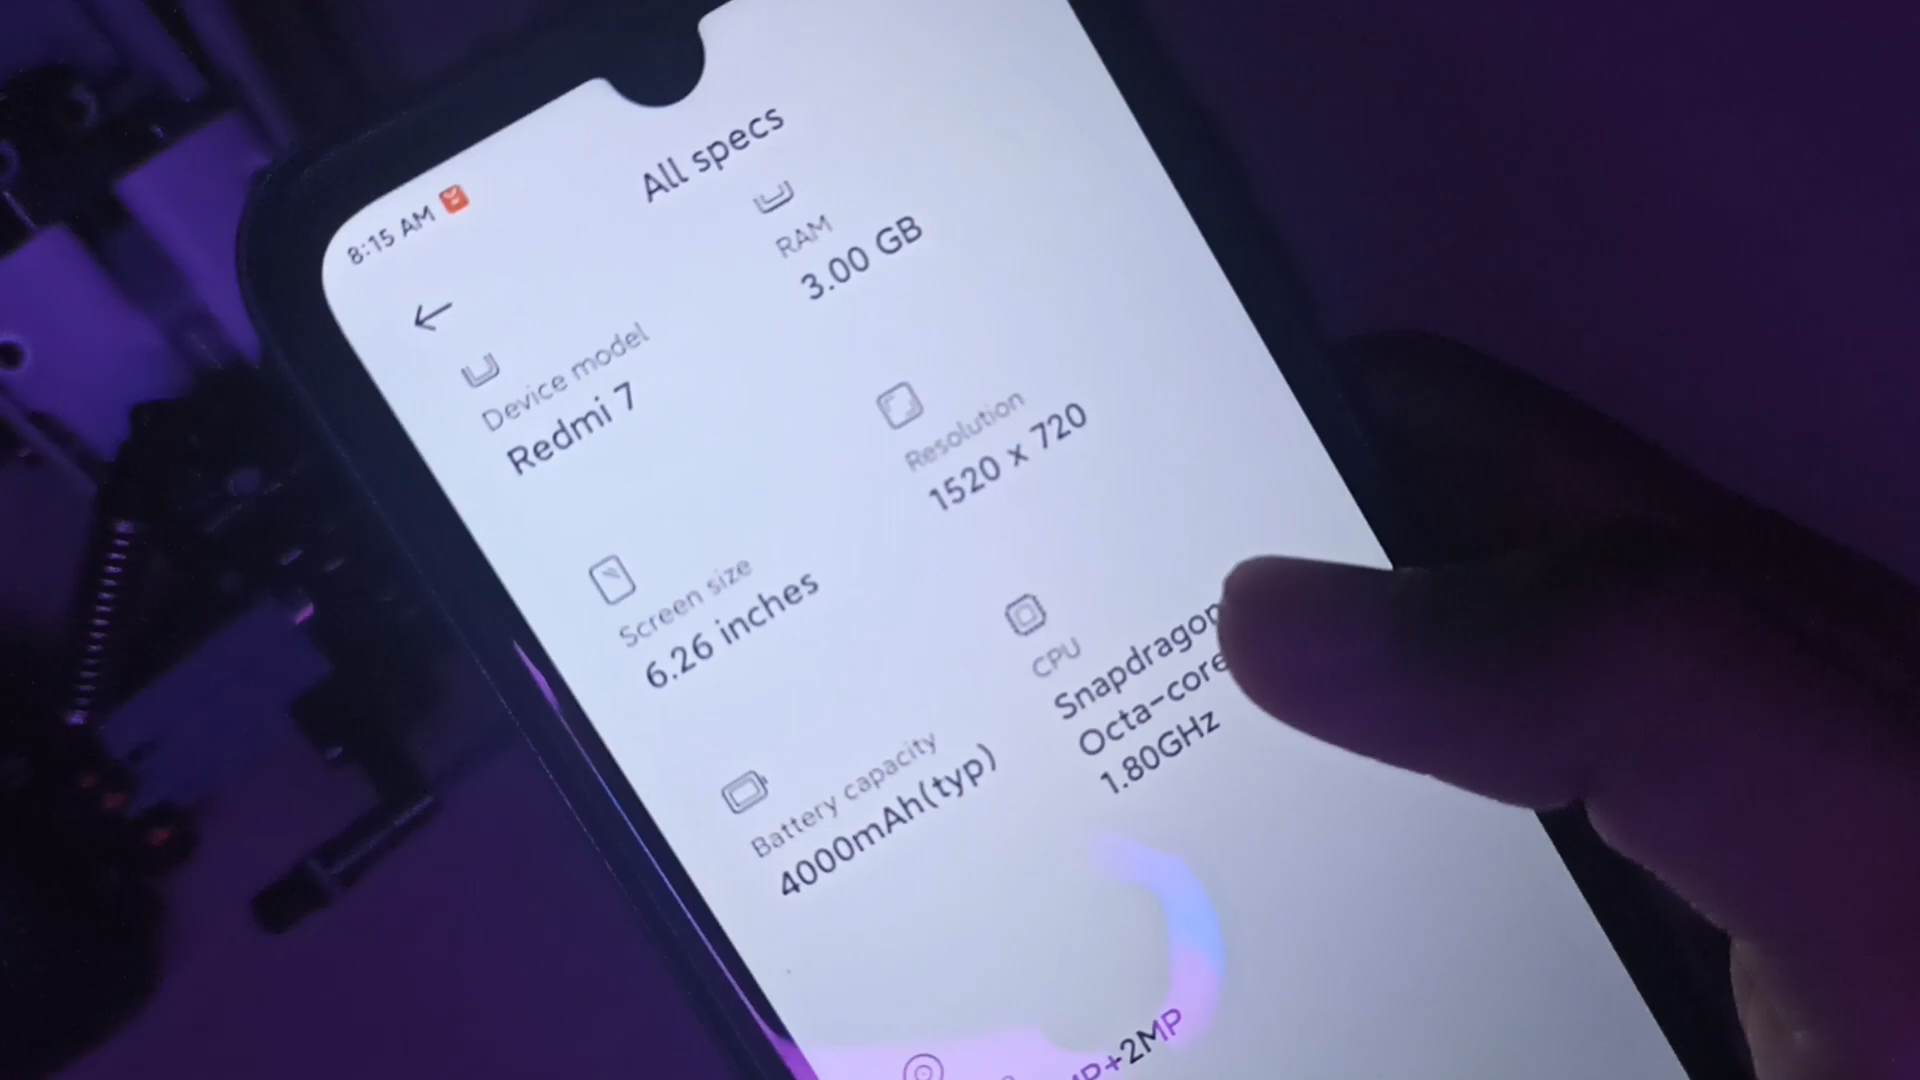 8:15 AM
All specs
Device model
Redmi 7
RAM
3.00 GB
Screen size
6.26 inches
Resolution
1520 x 720
Battery capacity
4000mAh(typ)
CPU
Snapdragon
Octa-core
1.80GHz
+2MP